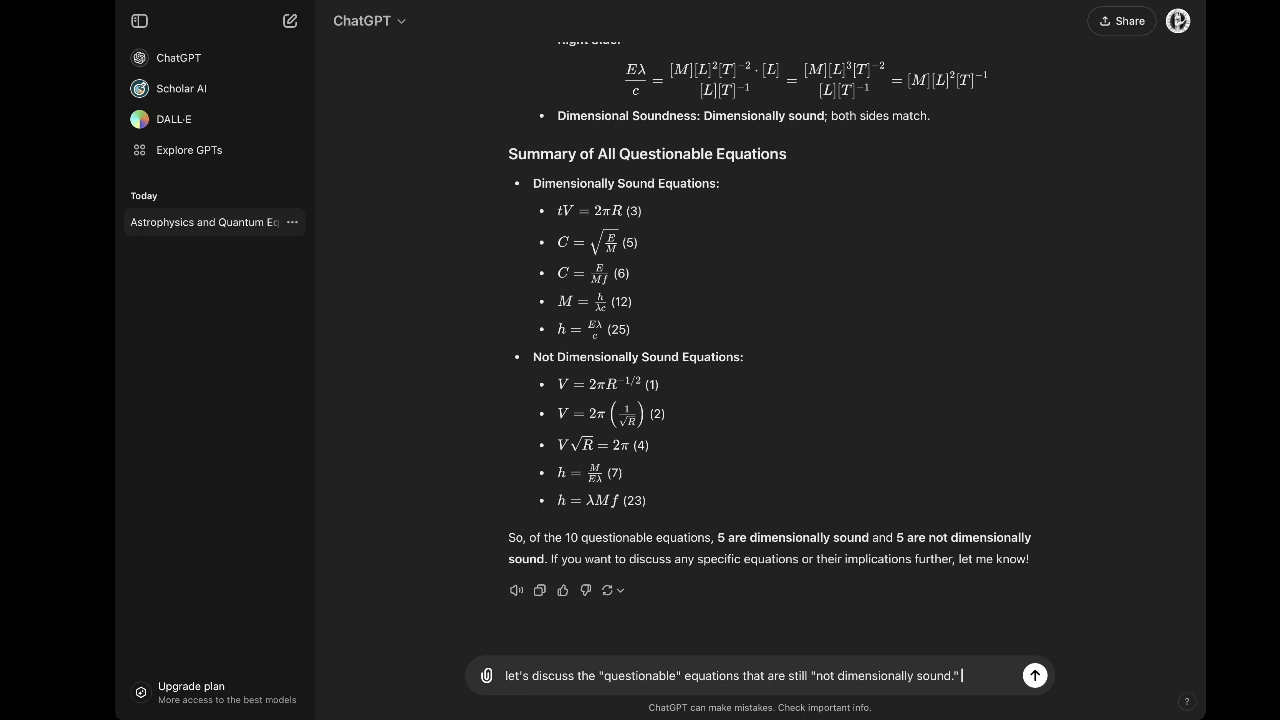 ChatGPT
Share
ChatGPT
Scholar AI
DALL·E
Explore GPTs
Today
Astrophysics and Quantum Eq
Right Side:
Eλ/c = [M][L]²[T]⁻² · [L]/[L][T]⁻¹ = [M][L]³[T]⁻²/[L][T]⁻¹ = [M][L]²[T]⁻¹
• Dimensional Soundness: Dimensionally sound; both sides match.
Summary of All Questionable Equations
• Dimensionally Sound Equations:
• tV = 2πR (3)
• C = √(E/M) (5)
• C = E/Mf (6)
• M = h/λc (12)
• h = Eλ/c (25)
• Not Dimensionally Sound Equations:
• V = 2πR⁻¹/² (1)
• V = 2π (1/√R) (2)
• V√R = 2π (4)
• h = M/Eλ (7)
• h = λMf (23)
So, of the 10 questionable equations, 5 are dimensionally sound and 5 are not dimensionally
sound. If you want to discuss any specific equations or their implications further, let me know!
let's discuss the "questionable" equations that are still "not dimensionally sound."
Upgrade plan
More access to the best models
ChatGPT can make mistakes. Check important info.
?